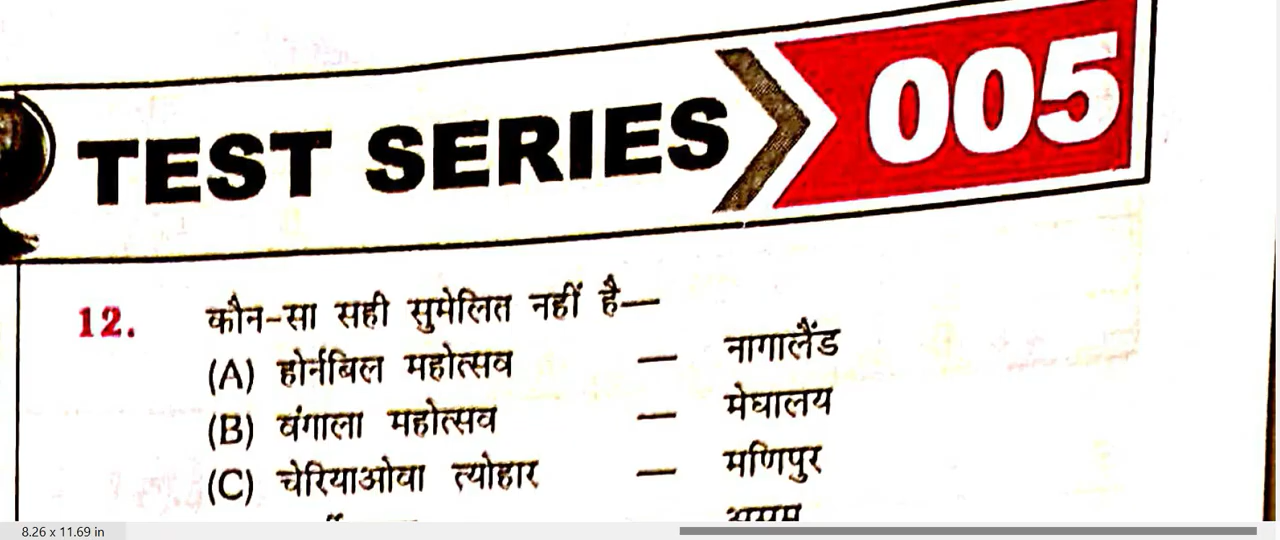 TEST SERIES 005
12. कौन-सा सही सुमेलित नहीं है—
(A) होर्नबिल महोत्सव — नागालैंड
(B) वंगाला महोत्सव — मेघालय
(C) चेरियाओवा त्योहार — मणिपुर
असम
8.26 x 11.69 in